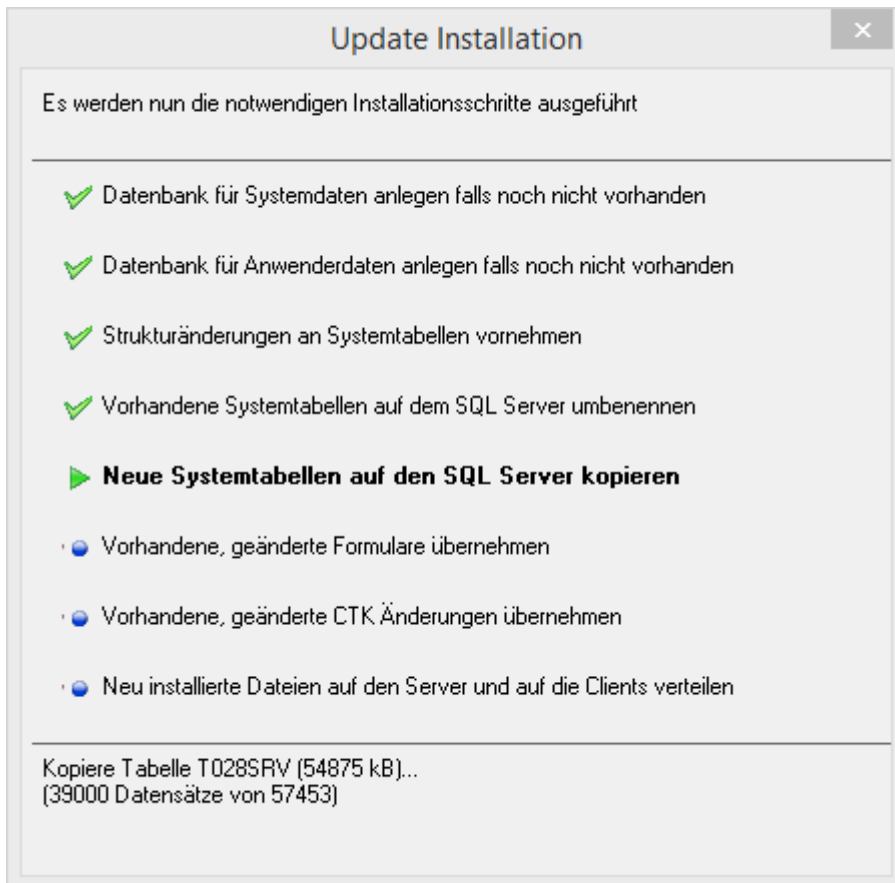 Update Installation
Es werden nun die notwendigen Installationsschritte ausgeführt
Datenbank für Systemdaten anlegen falls noch nicht vorhanden
Datenbank für Anwenderdaten anlegen falls noch nicht vorhanden
Strukturänderungen an Systemtabellen vornehmen
Vorhandene Systemtabellen auf dem SQL Server umbenennen
Neue Systemtabellen auf den SQL Server kopieren
Vorhandene, geänderte Formulare übernehmen
Vorhandene, geänderte CTK Änderungen übernehmen
Neu installierte Dateien auf den Server und auf die Clients verteilen
Kopiere Tabelle T028SRV (54875 kB)...
(39000 Datensätze von 57453)